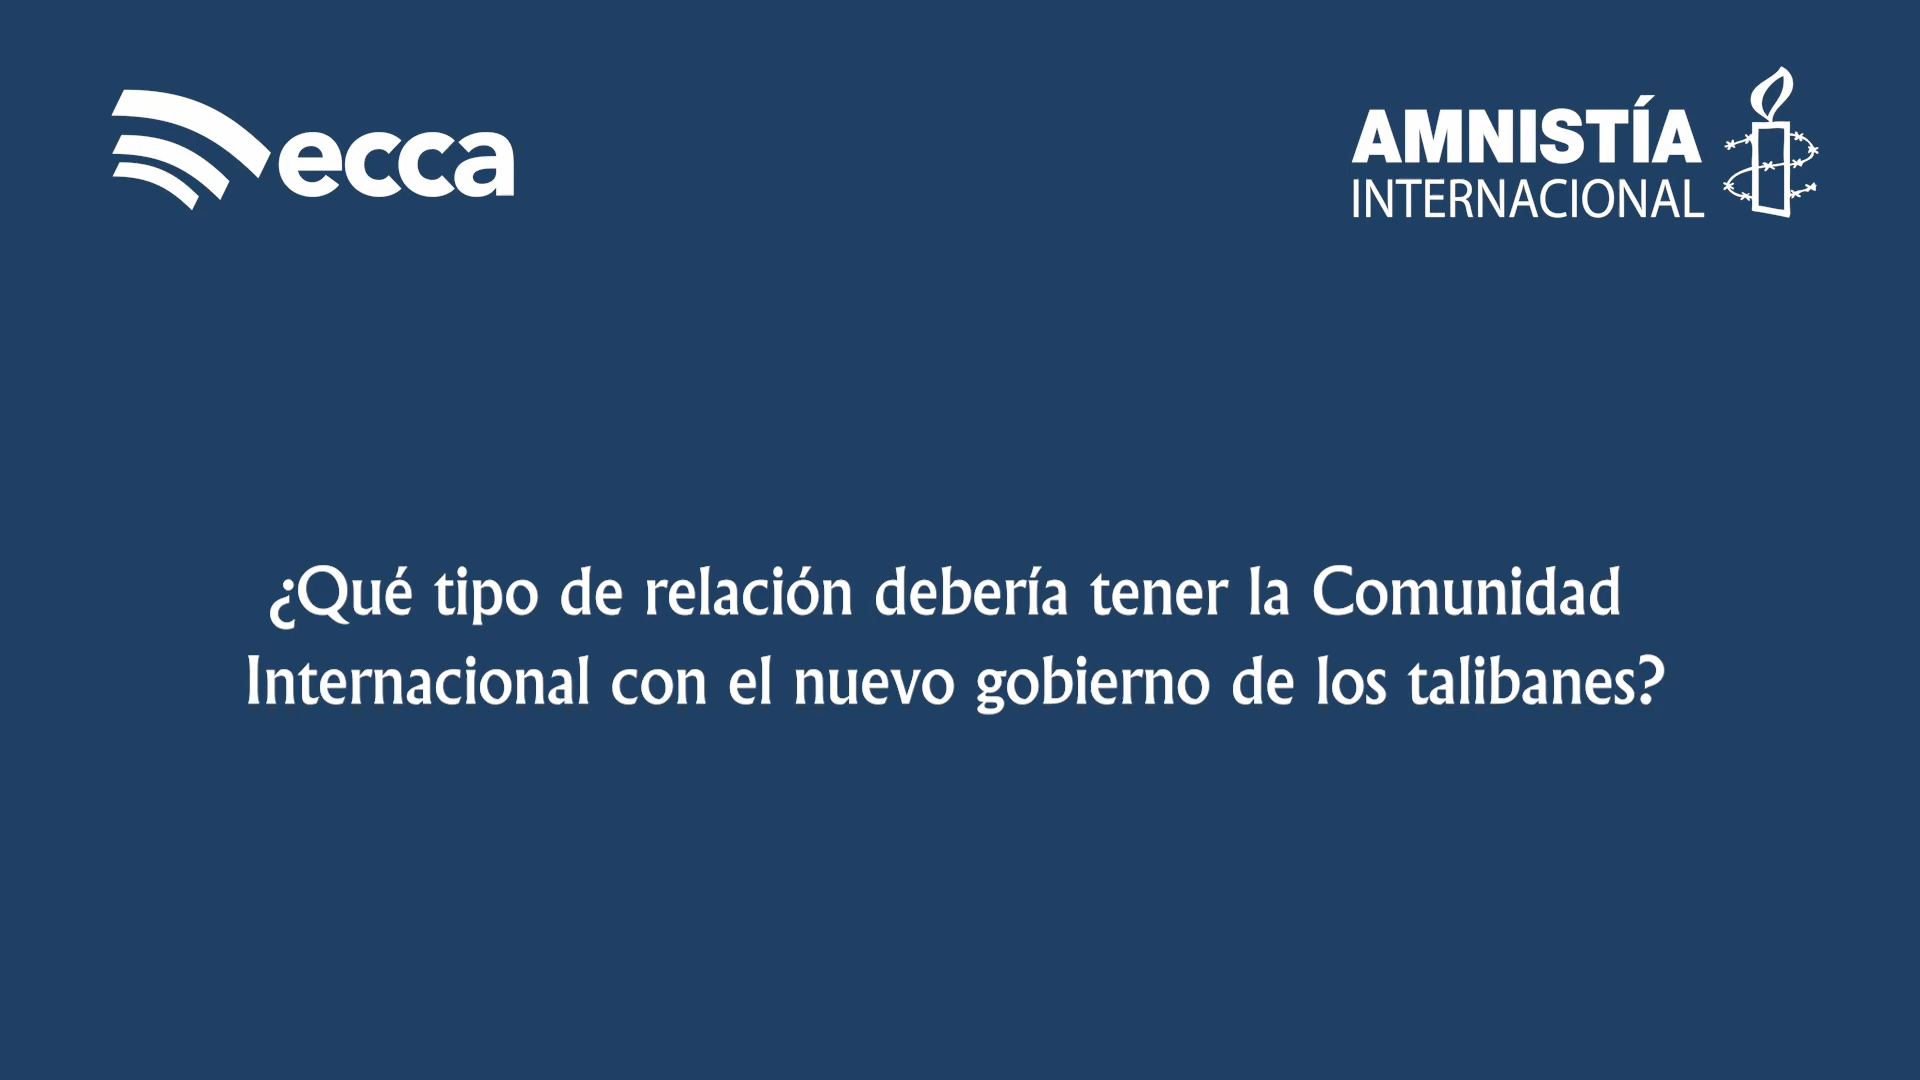 ecca
AMNISTÍA
INTERNACIONAL
¿Qué tipo de relación debería tener la Comunidad
Internacional con el nuevo gobierno de los talibanes?